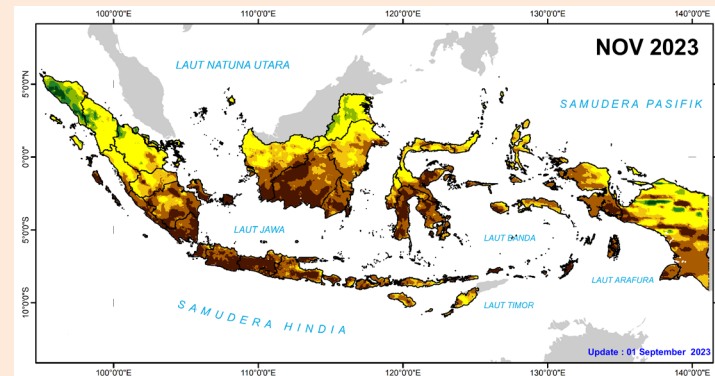 100°0'0"E 110°0'0"E 120°0'0"E 130°0'0"E 140°0'0"E
NOV 2023
LAUT NATUNA UTARA
SAMUDERA PASIFIK
5°0'0"N
0°0'0"
5°0'0"S
10°0'0"S
LAUT JAWA
LAUT BANDA
LAUT ARAFURA
LAUT TIMOR
SAMUDERA HINDIA
Update : 01 September 2023
100°0'0"E 110°0'0"E 120°0'0"E 130°0'0"E 140°0'0"E